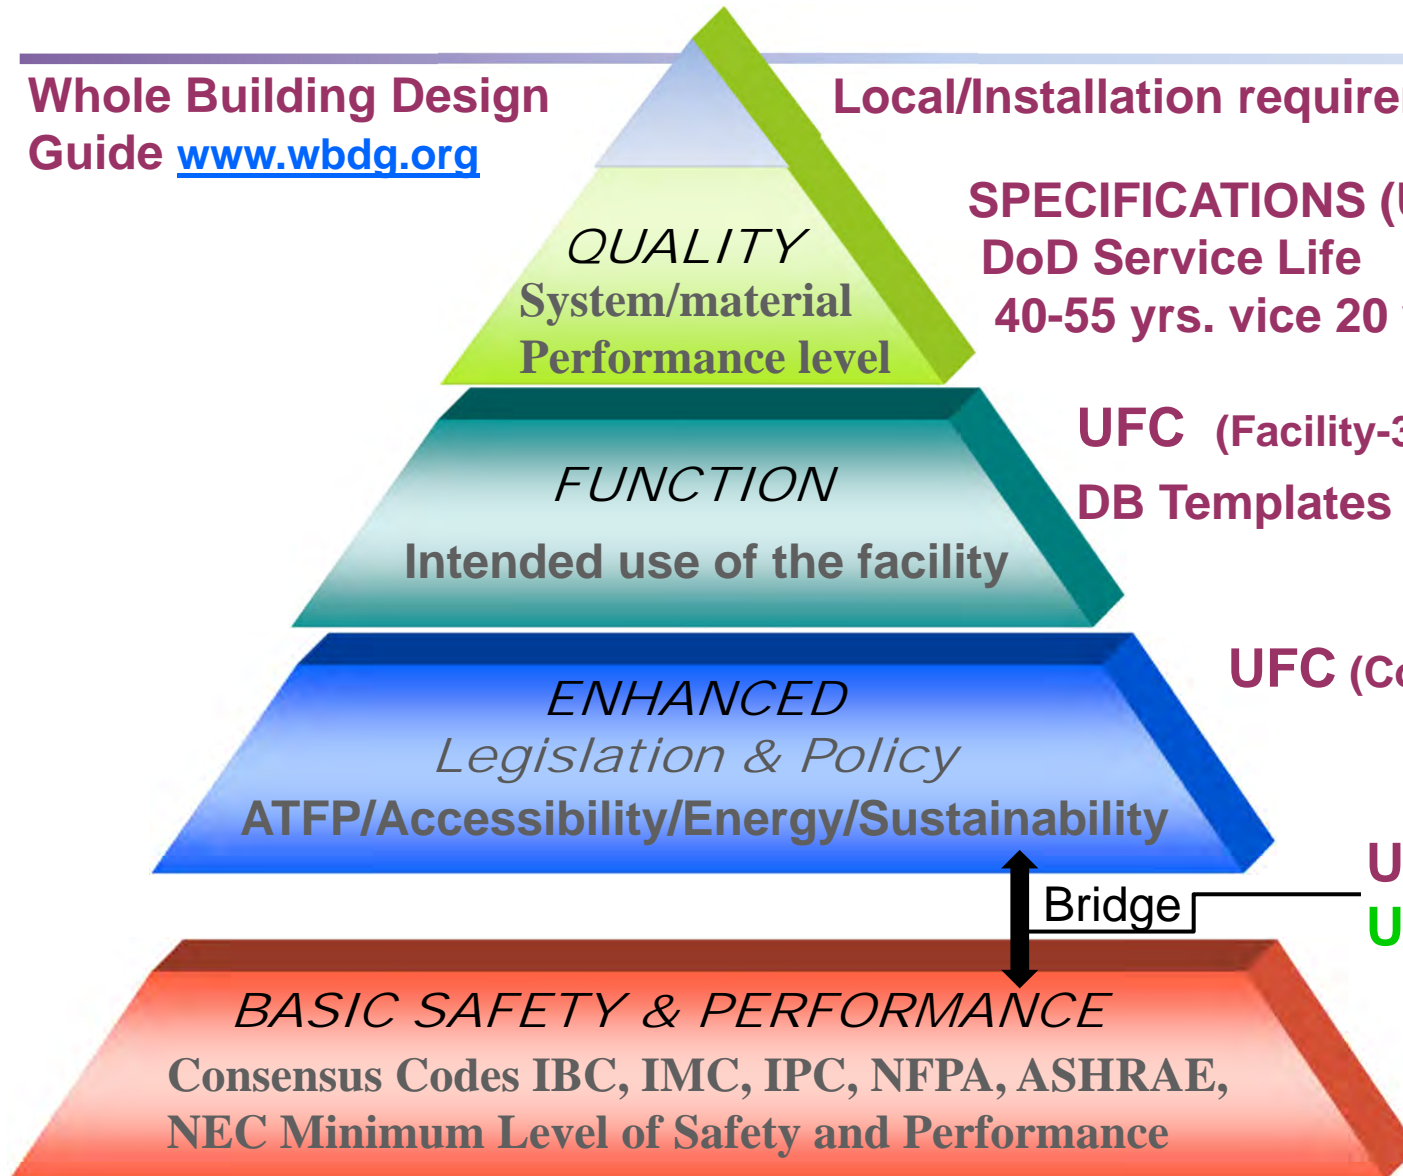 Whole Building Design
Guide www.wbdg.org
Local/Installation
SPECIFICATIONS
DoD Service Life
40-55 yrs. vice 20
QUALITY
System/material
Performance level
UFC (Facility-3
DB Templates
FUNCTION
Intended use of the facility
UFC
ENHANCED
Legislation & Policy
ATFP/Accessibility/Energy/Sustainability
Bridge
BASIC SAFETY & PERFORMANCE
Consensus Codes IBC, IMC, IPC, NFPA, ASHRAE,
NEC Minimum Level of Safety and Performance